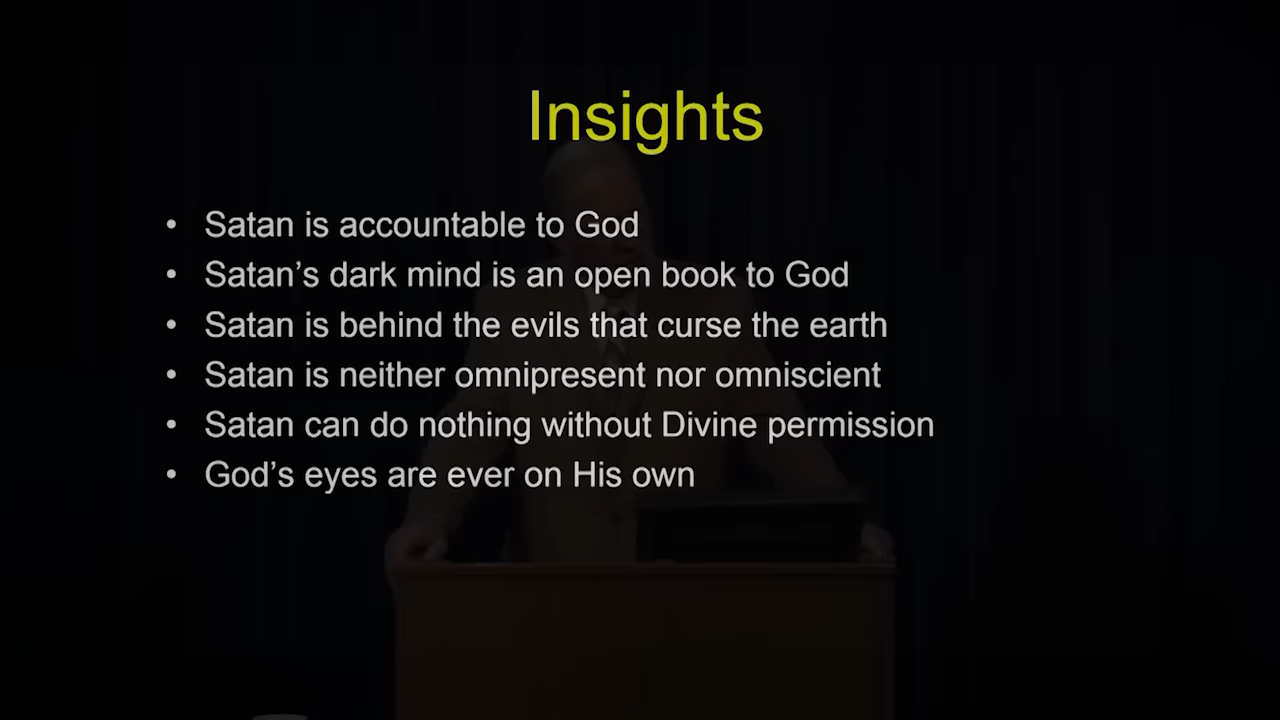 Insights
• Satan is accountable to God
• Satan’s dark mind is an open book to God
• Satan is behind the evils that curse the earth
• Satan is neither omnipresent nor omniscient
• Satan can do nothing without Divine permission
• God’s eyes are ever on His own